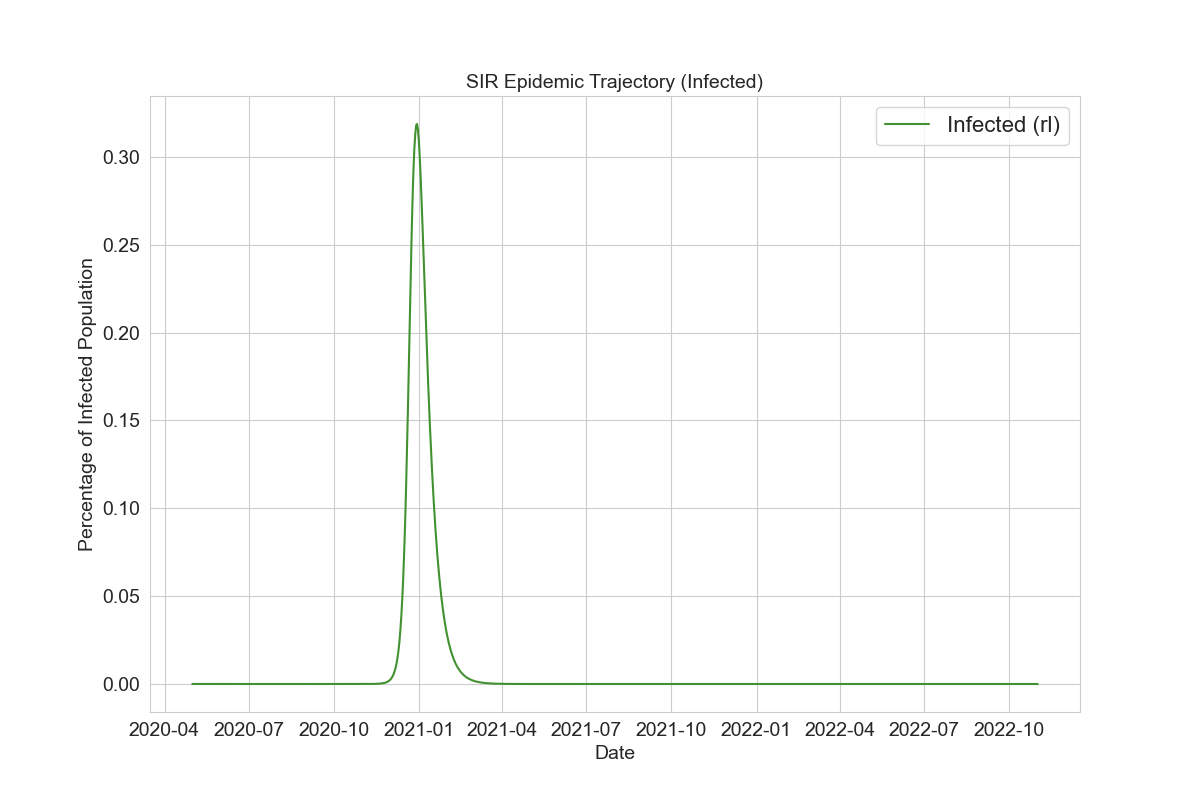 SIR Epidemic Trajectory (Infected)
Infected (rl)
Percentage of Infected Population
0.30
0.25
0.20
0.15
0.10
0.05
0.00
2020-04 2020-07 2020-10 2021-01 2021-04 2021-07 2021-10 2022-01 2022-04 2022-07 2022-10
Date